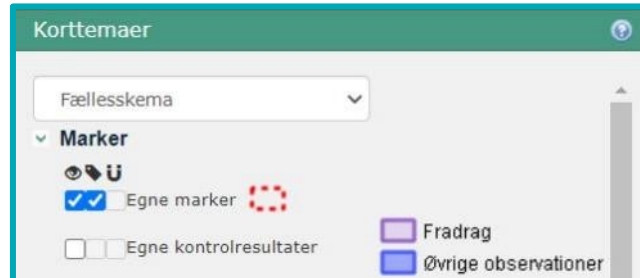 Korttemaer
Fællesskema
Marker
Egne marker
Egne kontrolresultater
Fradrag
Øvrige observationer